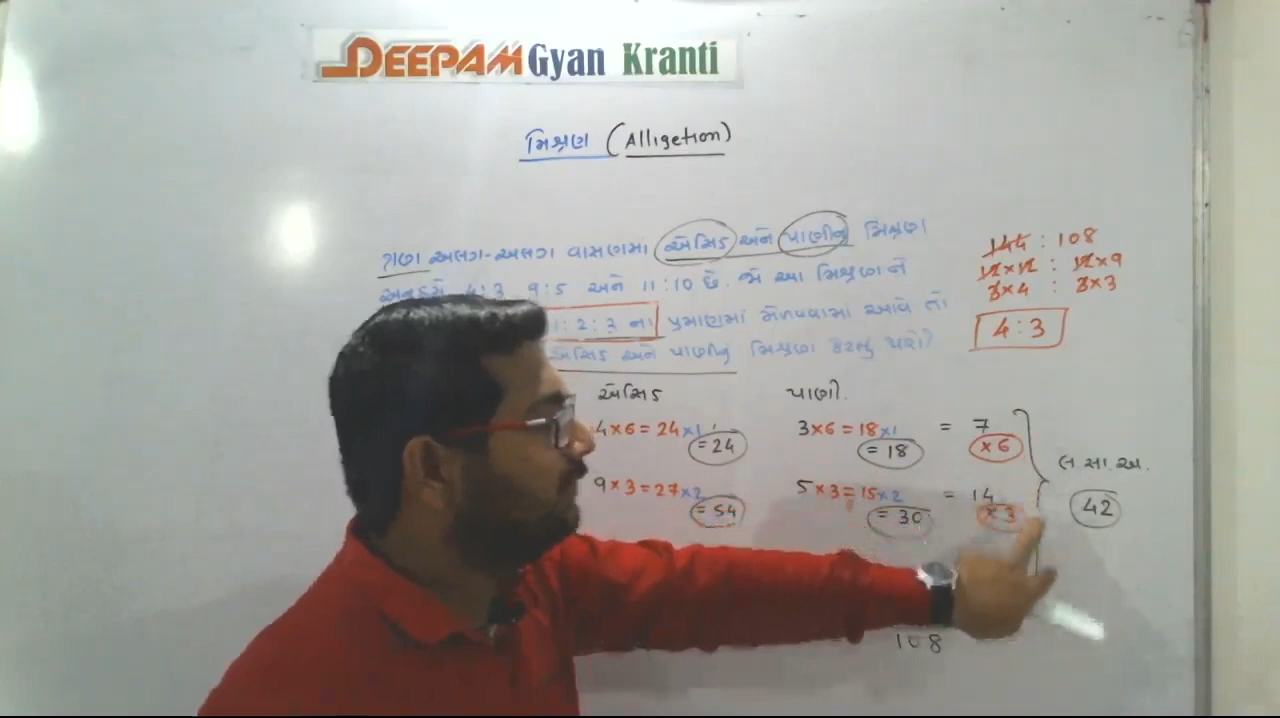 DEEPAM Gyan Kranti
મિશ્રણ (Alligetion)
ત્રણ અલગ-અલગ વાસણમા એસિડ અને પાણીનું મિશ્રણ
અનુક્રમે 4:3, 9:5 અને 11:10 છે. જો આ મિશ્રણ ને
1:2:3 ના પ્રમાણમાં મેળવવામાં આવે તો
એસિડ અને પાણીનું મિશ્રણ કેટલુ થશે?
144 : 108
12×12 : 12×9
3×4 : 3×3
4:3
એસિડ પાણી.
4×6=24×1 3×6=18×1 = 7
=24 =18 ×6
9×3=27×2 5×3=15×2 = 14
=54 =30 ×3
લ.સા.અ.
42
108